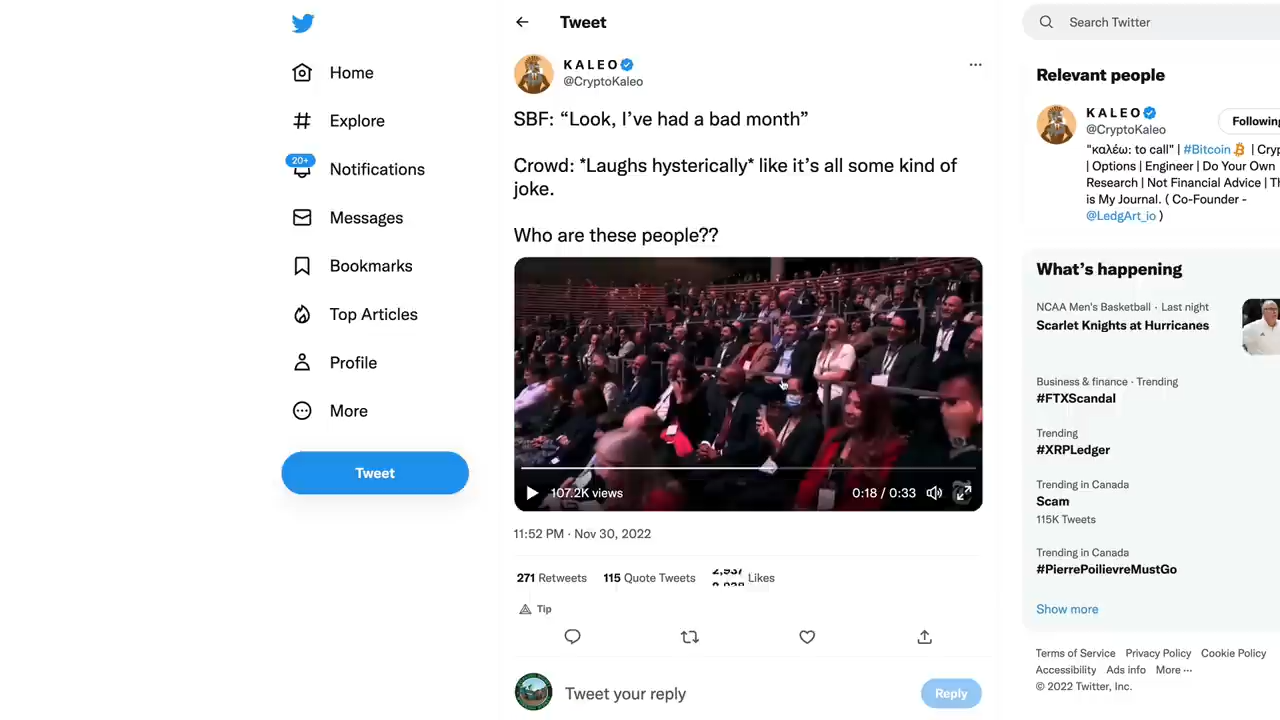 Home
Explore
20+
Notifications
Messages
Bookmarks
Top Articles
Profile
More
Tweet
Tweet
K A L E O
@CryptoKaleo
SBF: “Look, I’ve had a bad month”
Crowd: *Laughs hysterically* like it’s all some kind of
joke.
Who are these people??
107.2K views
0:18 / 0:33
11:52 PM · Nov 30, 2022
271 Retweets 115 Quote Tweets Likes
Tip
Tweet your reply
Reply
Search Twitter
Relevant people
K A L E O
@CryptoKaleo
Following
"καλέω: to call" | #Bitcoin | Cryp
| Options | Engineer | Do Your Own
Research | Not Financial Advice | Th
is My Journal. ( Co-Founder -
@LedgArt_io )
What’s happening
NCAA Men's Basketball · Last night
Scarlet Knights at Hurricanes
Business & finance · Trending
#FTXScandal
Trending
#XRPLedger
Trending in Canada
Scam
115K Tweets
Trending in Canada
#PierrePoilievreMustGo
Show more
Terms of Service Privacy Policy Cookie Policy
Accessibility Ads info More ···
© 2022 Twitter, Inc.